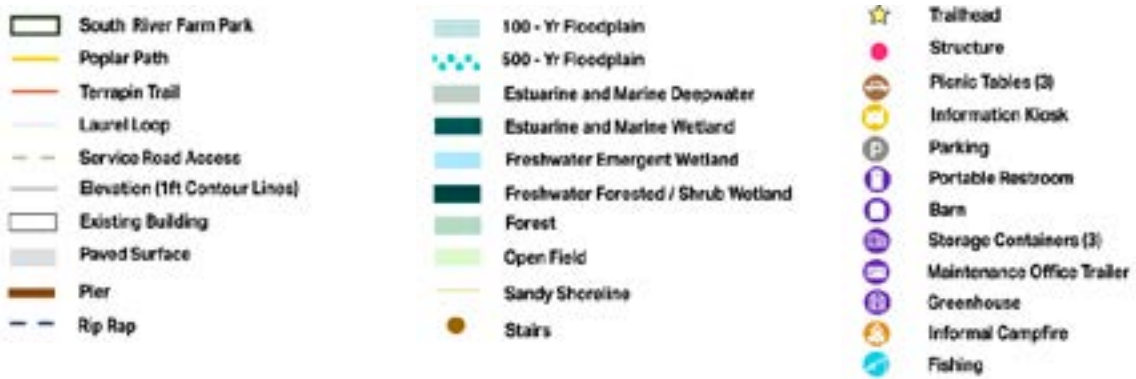 South River Farm Park
Poplar Path
Terrapin Trail
Laurel Loop
Service Road Access
Elevation (1ft Contour Lines)
Existing Building
Paved Surface
Pier
Rip Rap
100 - Yr Floodplain
500 - Yr Floodplain
Estuarine and Marine Deepwater
Estuarine and Marine Wetland
Freshwater Emergent Wetland
Freshwater Forested / Shrub Wetland
Forest
Open Field
Sandy Shoreline
Stairs
Trailhead
Structure
Picnic Tables (3)
Information Kiosk
P Parking
Portable Restroom
Barn
Storage Containers (3)
Maintenance Office Trailer
Greenhouse
Informal Campfire
Fishing